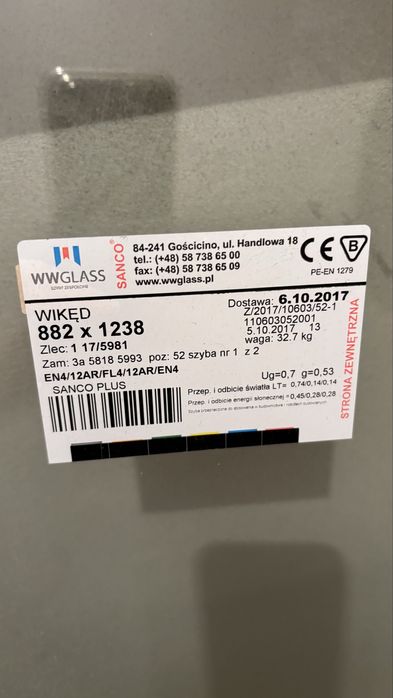 WWGLASS
SZYBY ZESPOLONE
SANCO®
84-241 Gościcino, ul. Handlowa 18
tel.: (+48) 58 738 65 00
fax: (+48) 58 738 65 09
www.wwglass.pl
CE B
PE-EN 1279
WIKĘD
882 x 1238
Zlec: 1 17/5981
Zam: 3a 5818 5993 poz: 52 szyba nr 1 z 2
EN4/12AR/FL4/12AR/EN4
SANCO PLUS
Dostawa: 6.10.2017
Z/2017/10603/52-1
110603052001
5.10.2017 13
waga: 32.7 kg
Ug=0,7 g=0,53
Przep. i odbicie światła LT= 0,74/0,14/0,14
Przep. i odbicie energii słonecznej =0,45/0,28/0,28
STRONA ZEWNĘTRZNA